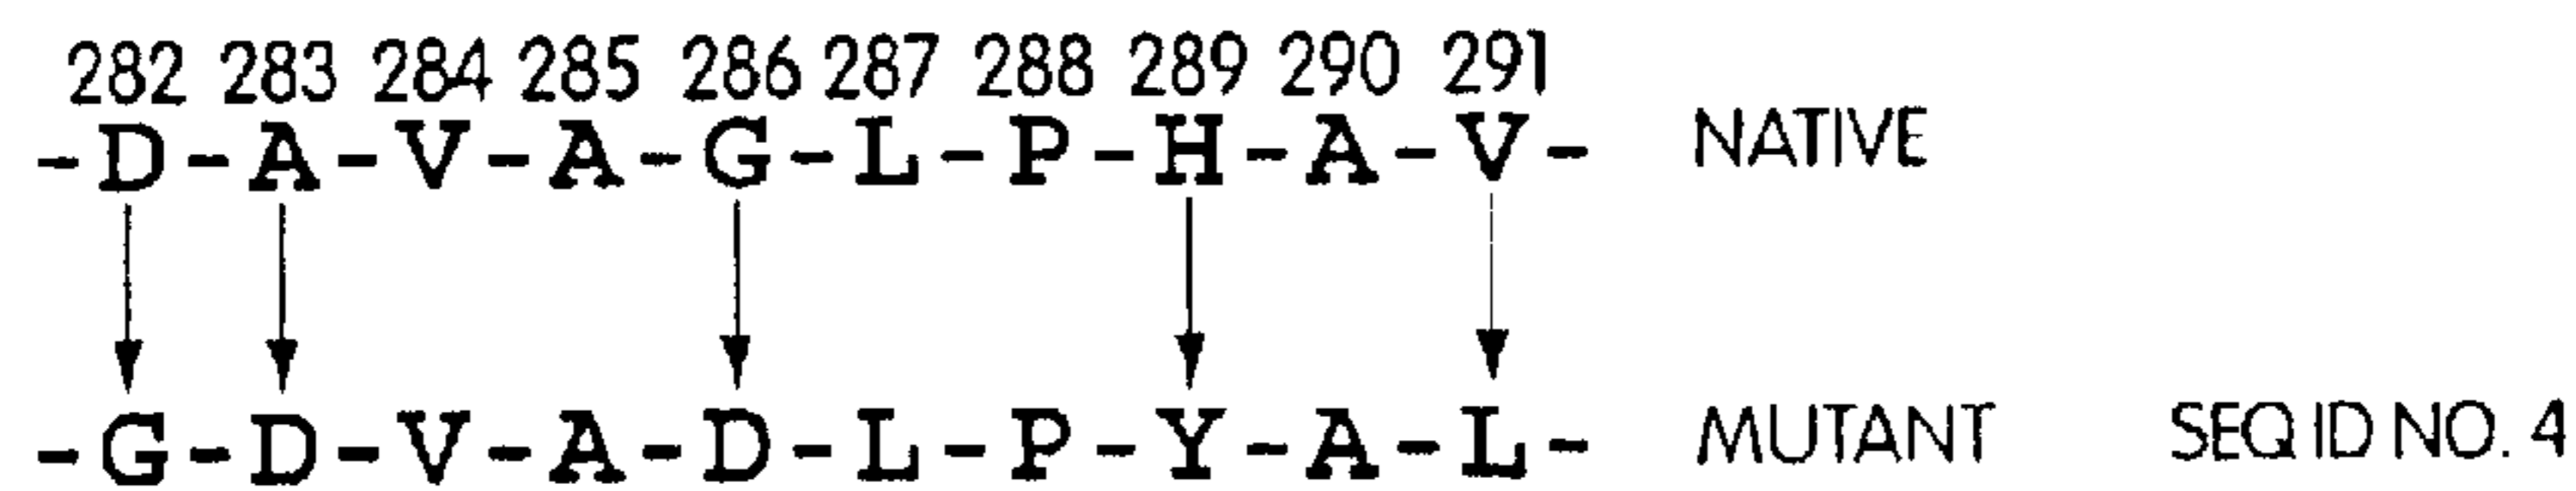 282 283 284 285 286 287 288 289 290 291
-D-A-V-A-G-L-P-H-A-V- NATIVE
-G-D-V-A-D-L-P-Y-A-L- MUTANT SEQ ID NO. 4